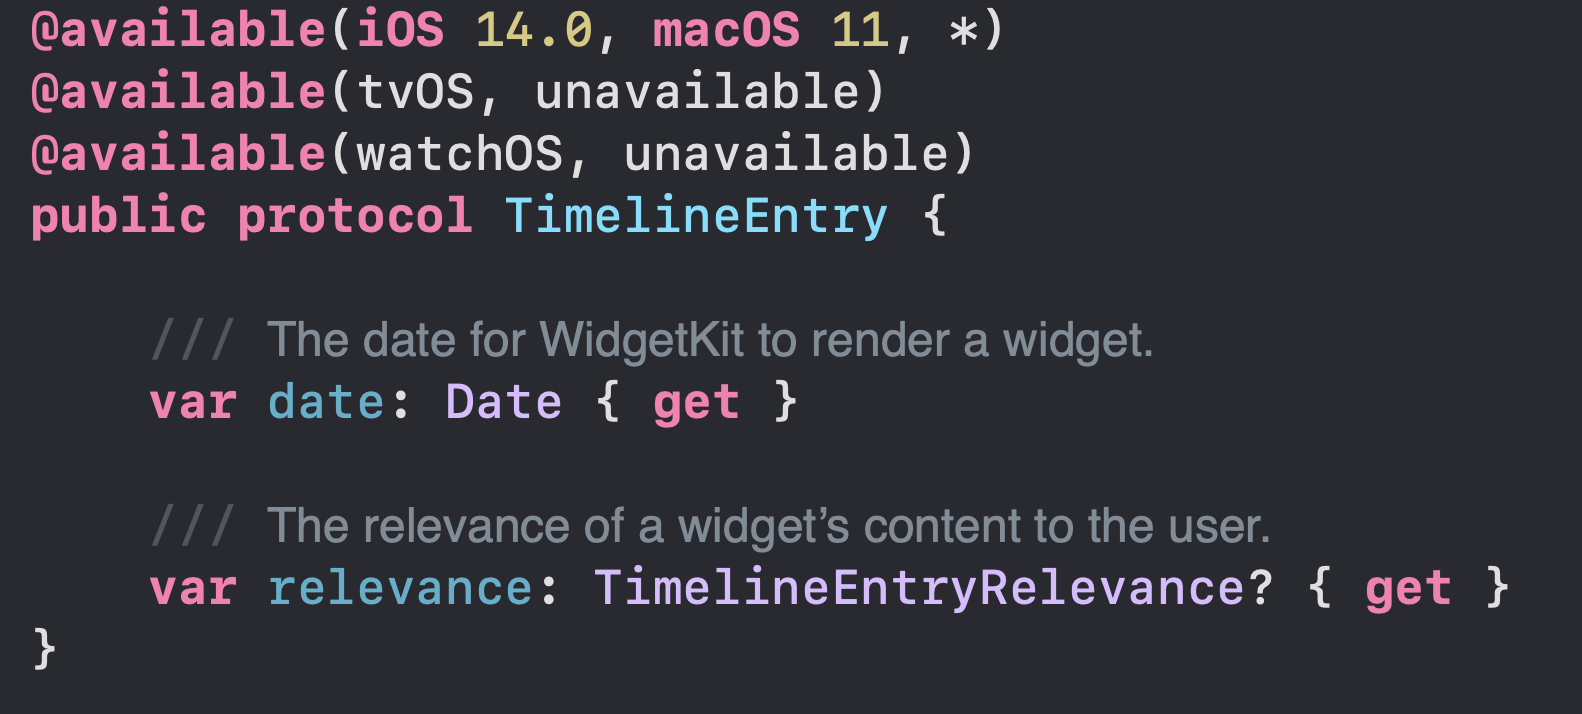 @available(iOS 14.0, macOS 11, *)
@available(tvOS, unavailable)
@available(watchOS, unavailable)
public protocol TimelineEntry {
/// The date for WidgetKit to render a widget.
var date: Date { get }
/// The relevance of a widget’s content to the user.
var relevance: TimelineEntryRelevance? { get }
}